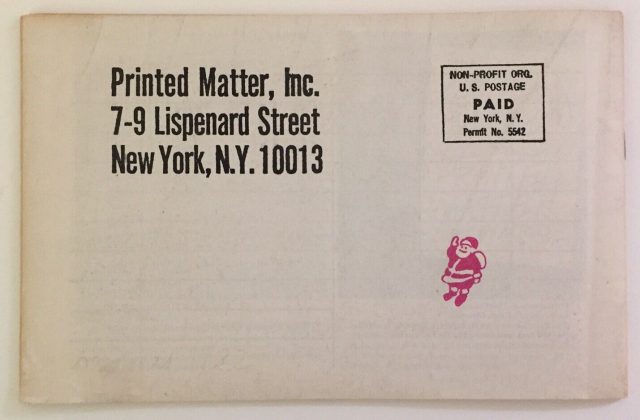 Printed Matter, Inc.
7-9 Lispenard Street
New York, N.Y. 10013
NON-PROFIT ORG.
U. S. POSTAGE
PAID
New York, N. Y.
Permit No. 5542